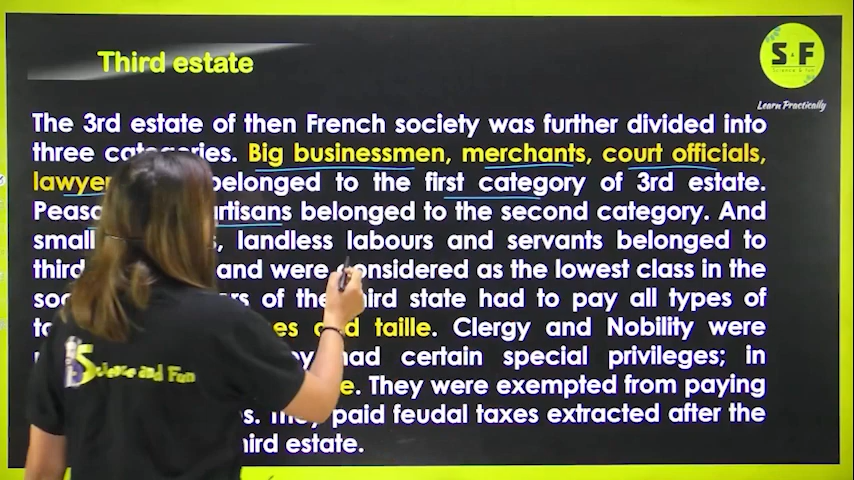 Third estate
S F
Science & Fun
Learn Practically
The 3rd estate of then French society was further divided into
three categories. Big businessmen, merchants, court officials,
belonged to the first category of 3rd estate.
artisans belonged to the second category. And
small landless labours and servants belonged to
third and were considered as the lowest class in the
of the third state had to pay all types of
and taille. Clergy and Nobility were
had certain special privileges; in
They were exempted from paying
They paid feudal taxes extracted after the
third estate.
Science and Fun